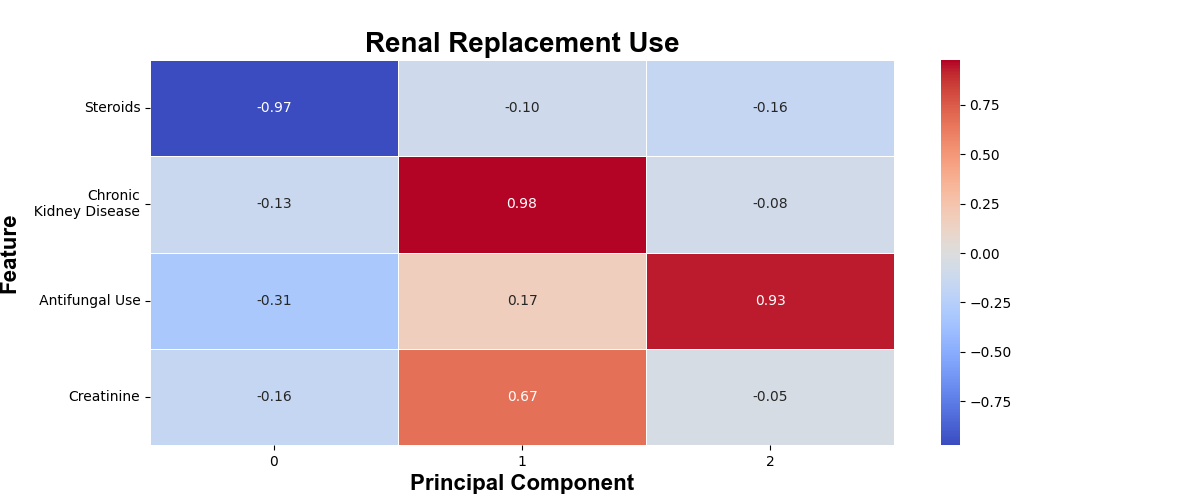 Renal Replacement Use
Feature
Steroids
-0.97
-0.10
-0.16
Chronic
Kidney Disease
-0.13
0.98
-0.08
Antifungal Use
-0.31
0.17
0.93
Creatinine
-0.16
0.67
-0.05
0
1
2
Principal Component
0.75
0.50
0.25
0.00
−0.25
−0.50
−0.75